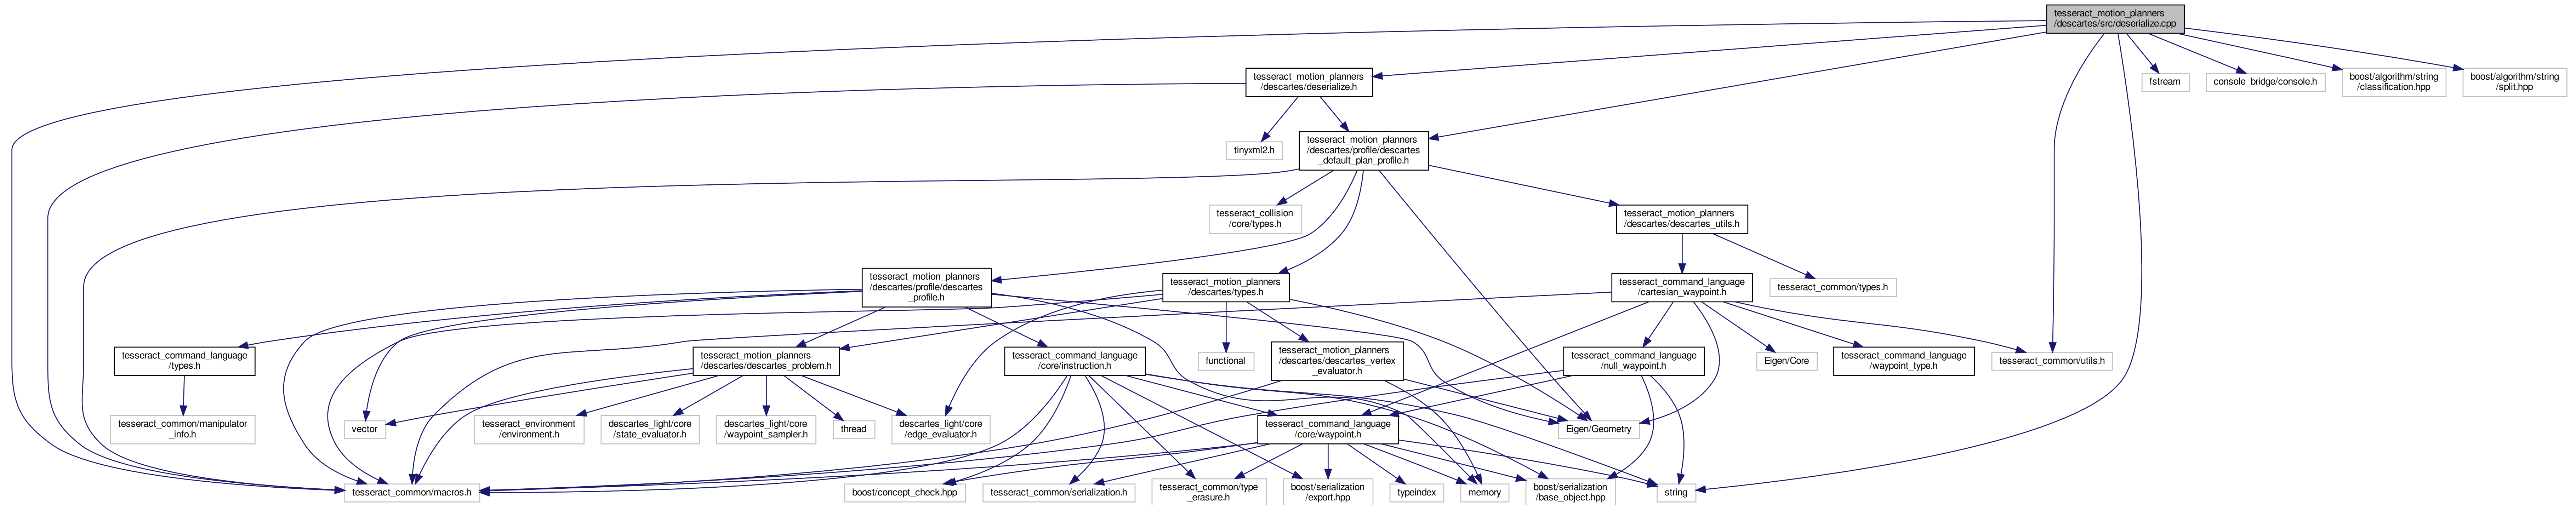 tesseract_motion_planners
/descartes/src/deserialize.cpp
tesseract_motion_planners
/descartes/deserialize.h
fstream
console_bridge/console.h
boost/algorithm/string
/classification.hpp
boost/algorithm/string
/split.hpp
tinyxml2.h
tesseract_motion_planners
/descartes/profile/descartes
_default_plan_profile.h
tesseract_collision
/core/types.h
tesseract_motion_planners
/descartes/descartes_utils.h
tesseract_motion_planners
/descartes/profile/descartes
_profile.h
tesseract_motion_planners
/descartes/types.h
tesseract_command_language
/cartesian_waypoint.h
tesseract_common/types.h
tesseract_command_language
/types.h
tesseract_motion_planners
/descartes/descartes_problem.h
tesseract_command_language
/core/instruction.h
functional
tesseract_motion_planners
/descartes/descartes_vertex
_evaluator.h
tesseract_command_language
/null_waypoint.h
Eigen/Core
tesseract_command_language
/waypoint_type.h
tesseract_common/utils.h
tesseract_common/manipulator
_info.h
vector
tesseract_environment
/environment.h
descartes_light/core
/state_evaluator.h
descartes_light/core
/waypoint_sampler.h
thread
descartes_light/core
/edge_evaluator.h
tesseract_command_language
/core/waypoint.h
Eigen/Geometry
tesseract_common/macros.h
boost/concept_check.hpp
tesseract_common/serialization.h
tesseract_common/type
_erasure.h
boost/serialization
/export.hpp
typeindex
memory
boost/serialization
/base_object.hpp
string